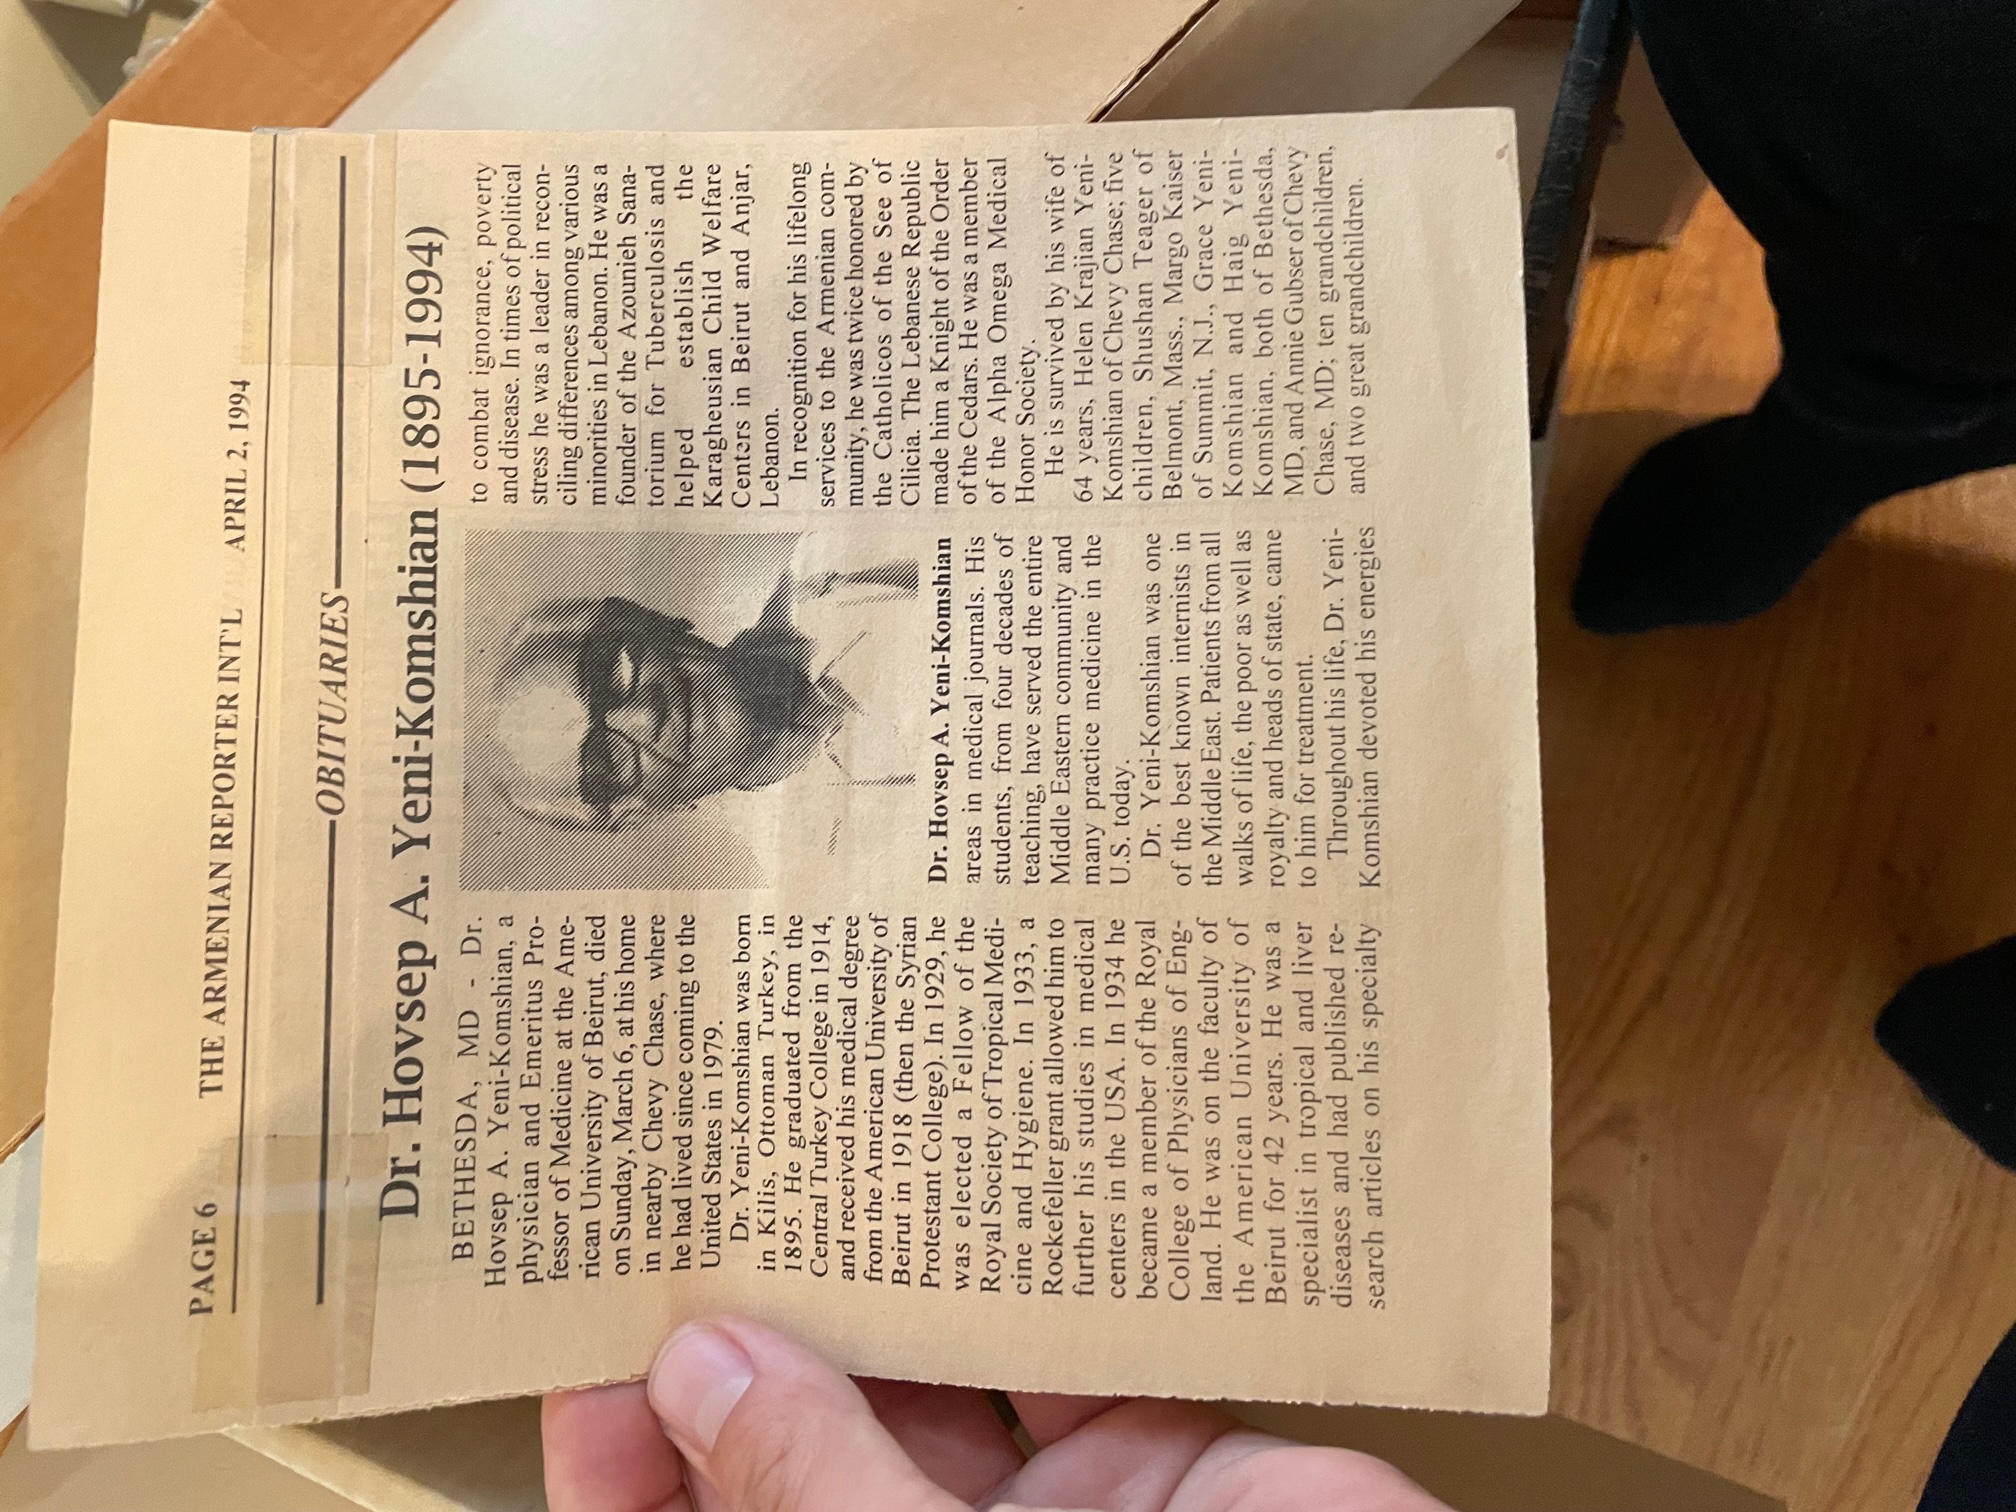 PAGE 6 THE ARMENIAN REPORTER INT'L APRIL 2, 1994
OBITUARIES
Dr. Hovsep A. Yeni-Komshian (1895-1994)
BETHESDA, MD - Dr.
Hovsep A. Yeni-Komshian, a
physician and Emeritus Pro-
fessor of Medicine at the Ame-
rican University of Beirut, died
on Sunday, March 6, at his home
in nearby Chevy Chase, where
he had lived since coming to the
United States in 1979.
Dr. Yeni-Komshian was born
in Kilis, Ottoman Turkey, in
1895. He graduated from the
Central Turkey College in 1914,
and received his medical degree
from the American University of
Beirut in 1918 (then the Syrian
Protestant College). In 1929, he
was elected a Fellow of the
Royal Society of Tropical Medi-
cine and Hygiene. In 1933, a
Rockefeller grant allowed him to
further his studies in medical
centers in the USA. In 1934 he
became a member of the Royal
College of Physicians of Eng-
land. He was on the faculty of
the American University of
Beirut for 42 years. He was a
specialist in tropical and liver
diseases and had published re-
search articles on his specialty
Dr. Hovsep A. Yeni-Komshian
areas in medical journals. His
students, from four decades of
teaching, have served the entire
Middle Eastern community and
many practice medicine in the
U.S. today.
Dr. Yeni-Komshian was one
of the best known internists in
the Middle East. Patients from all
walks of life, the poor as well as
royalty and heads of state, came
to him for treatment.
Throughout his life, Dr. Yeni-
Komshian devoted his energies
to combat ignorance, poverty
and disease. In times of political
stress he was a leader in recon-
ciling differences among various
minorities in Lebanon. He was a
founder of the Azounieh Sana-
torium for Tuberculosis and
helped establish the
Karagheusian Child Welfare
Centers in Beirut and Anjar,
Lebanon.
In recognition for his lifelong
services to the Armenian com-
munity, he was twice honored by
the Catholicos of the See of
Cilicia. The Lebanese Republic
made him a Knight of the Order
of the Cedars. He was a member
of the Alpha Omega Medical
Honor Society.
He is survived by his wife of
64 years, Helen Krajian Yeni-
Komshian of Chevy Chase; five
children, Shushan Teager of
Belmont, Mass., Margo Kaiser
of Summit, N.J., Grace Yeni-
Komshian and Haig Yeni-
Komshian, both of Bethesda,
MD, and Annie Gubser of Chevy
Chase, MD; ten grandchildren,
and two great grandchildren.